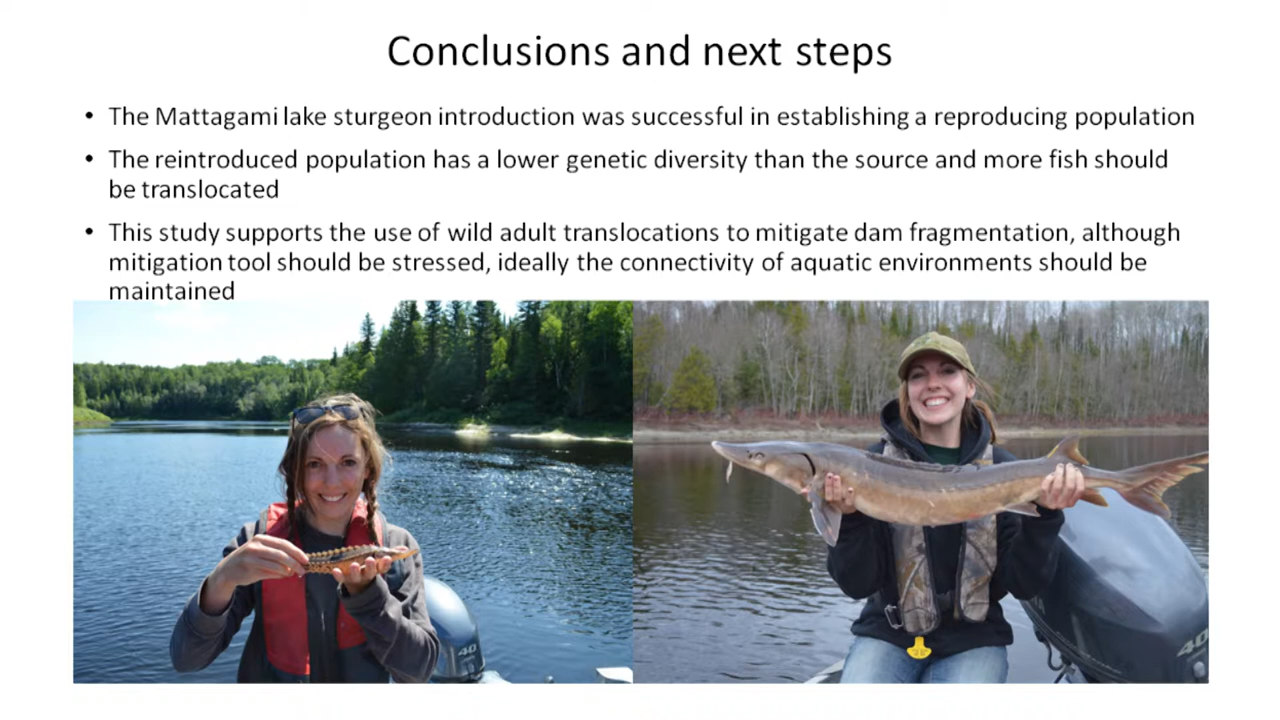 Conclusions and next steps
• The Mattagami lake sturgeon introduction was successful in establishing a reproducing population
• The reintroduced population has a lower genetic diversity than the source and more fish should
be translocated
• This study supports the use of wild adult translocations to mitigate dam fragmentation, although
mitigation tool should be stressed, ideally the connectivity of aquatic environments should be
maintained
40
40